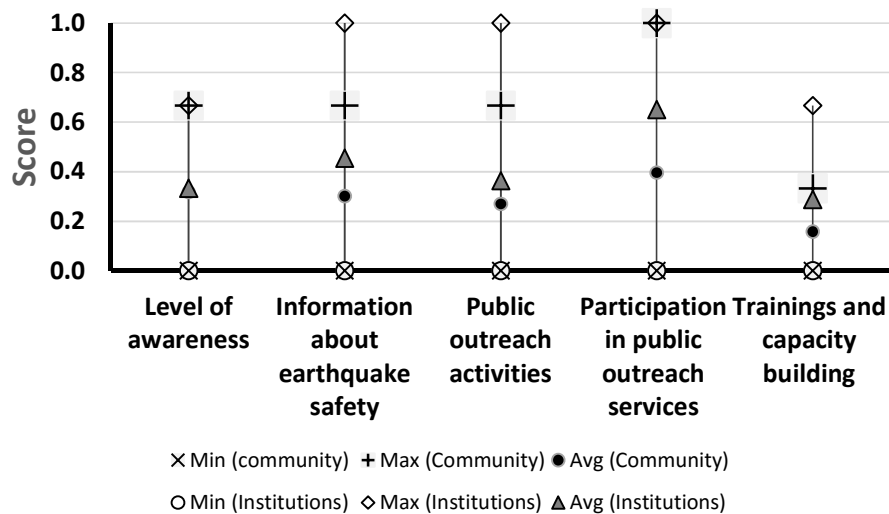 1.0
0.8
0.6
0.4
0.2
0.0
Score
Level of
awareness
Information
about
earthquake
safety
Public
outreach
activities
Participation
in public
outreach
services
Trainings and
capacity
building
Min (community)
Max (Community)
Avg (Community)
Min (Institutions)
Max (Institutions)
Avg (Institutions)